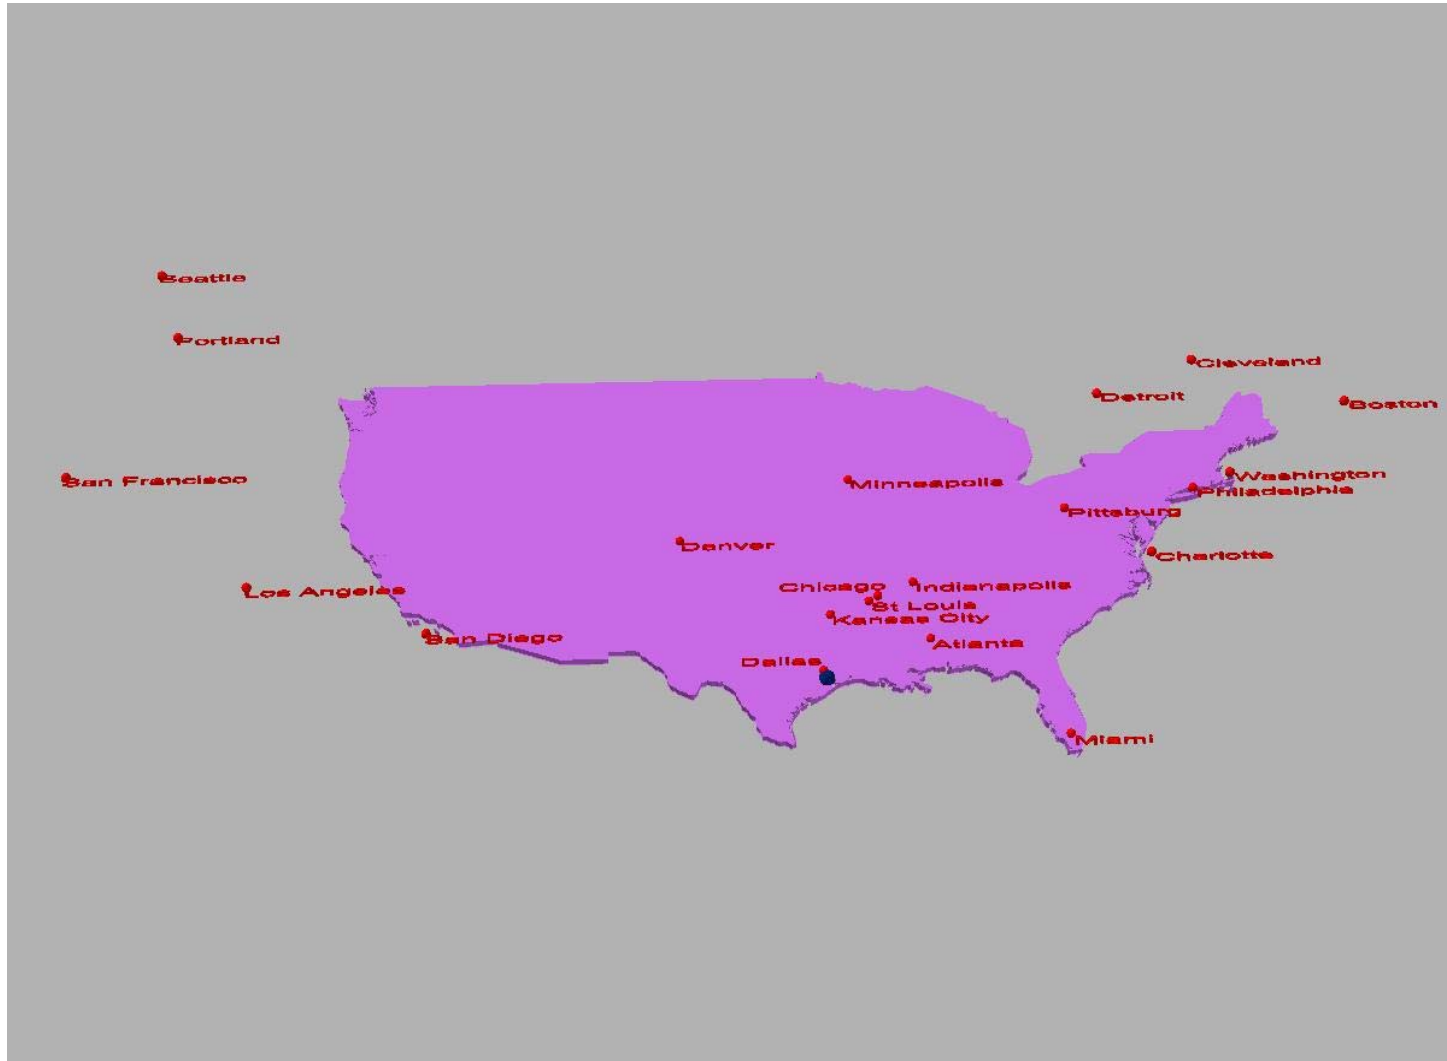 Seattle
Portland
Cleveland
Detroit
Boston
San Francisco
Minneapolis
Washington
Philadelphia
Pittsburg
Danver
Charlotte
Chicago
Indianapolis
Los Angeles
St Louis
Kansas City
San Diego
Atlanta
Dallas
Miami